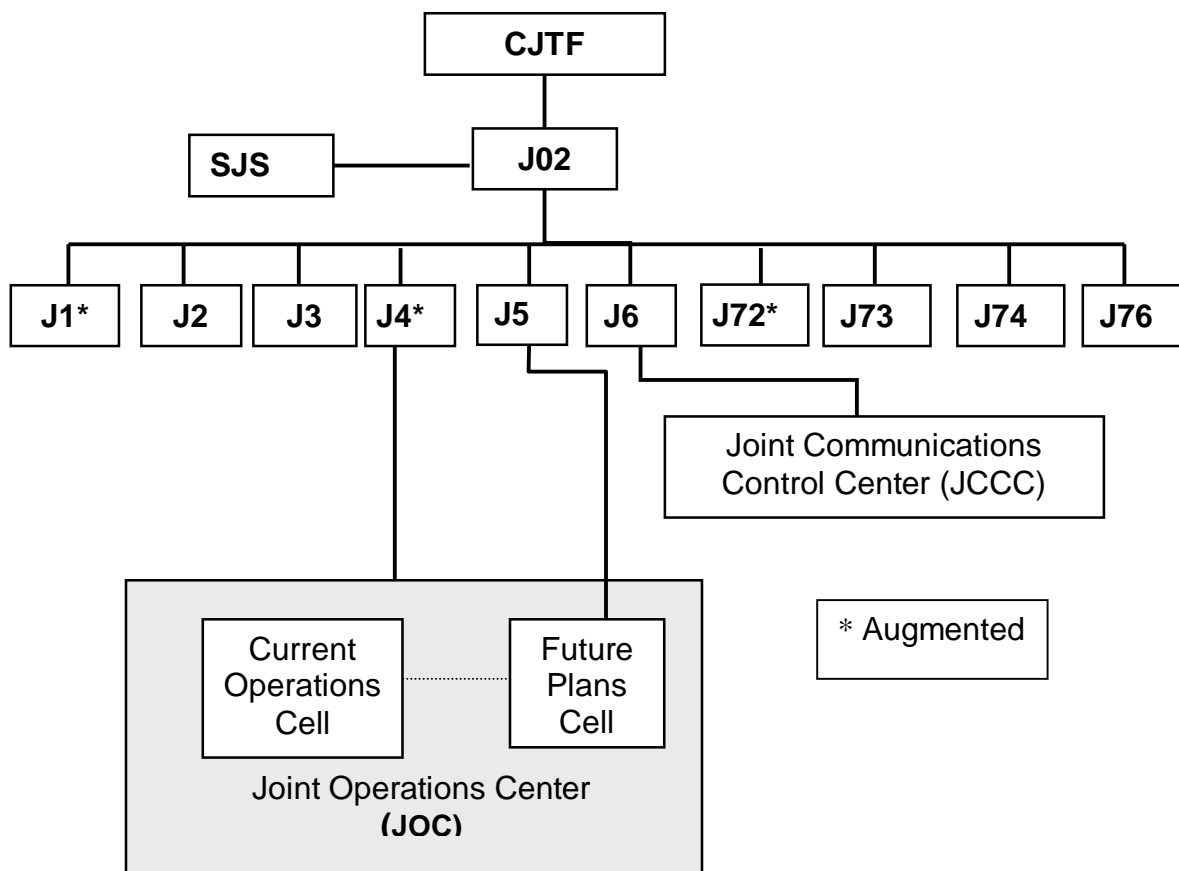 CJTF
SJS
J02
J1*
J2
J3
J4*
J5
J6
J72*
J73
J74
J76
Joint Communications
Control Center (JCCC)
Current
Operations
Cell
Future
Plans
Cell
* Augmented
Joint Operations Center
(JOC)